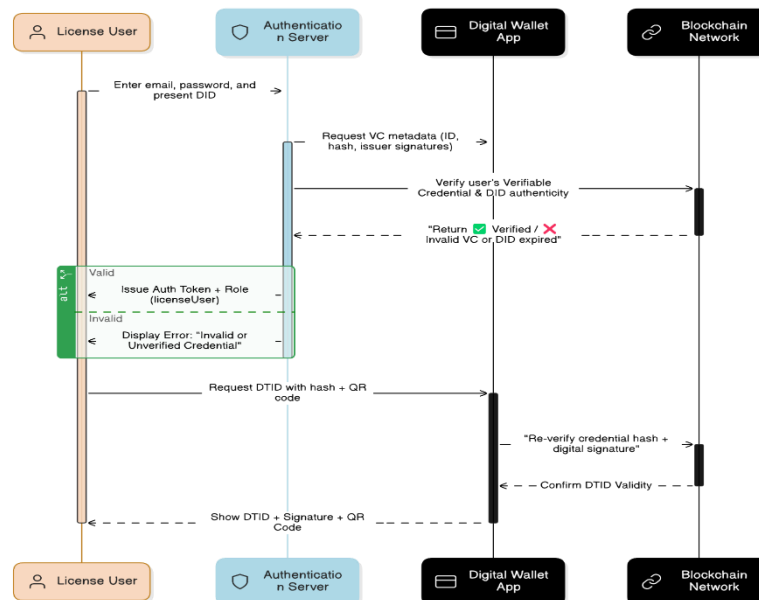 License User
Authenticatio
n Server
Digital Wallet
App
Blockchain
Network
Enter email, password, and
present DID
Request VC metadata (ID,
hash, issuer signatures)
Verify user's Verifiable
Credential & DID authenticity
"Return ✅ Verified / ❌
Invalid VC or DID expired"
alt
Valid
Issue Auth Token + Role
(licenseUser)
Invalid
Display Error: "Invalid or
Unverified Credential"
Request DTID with hash + QR
code
"Re-verify credential hash +
digital signature"
Confirm DTID Validity
Show DTID + Signature + QR
Code
License User
Authenticatio
n Server
Digital Wallet
App
Blockchain
Network